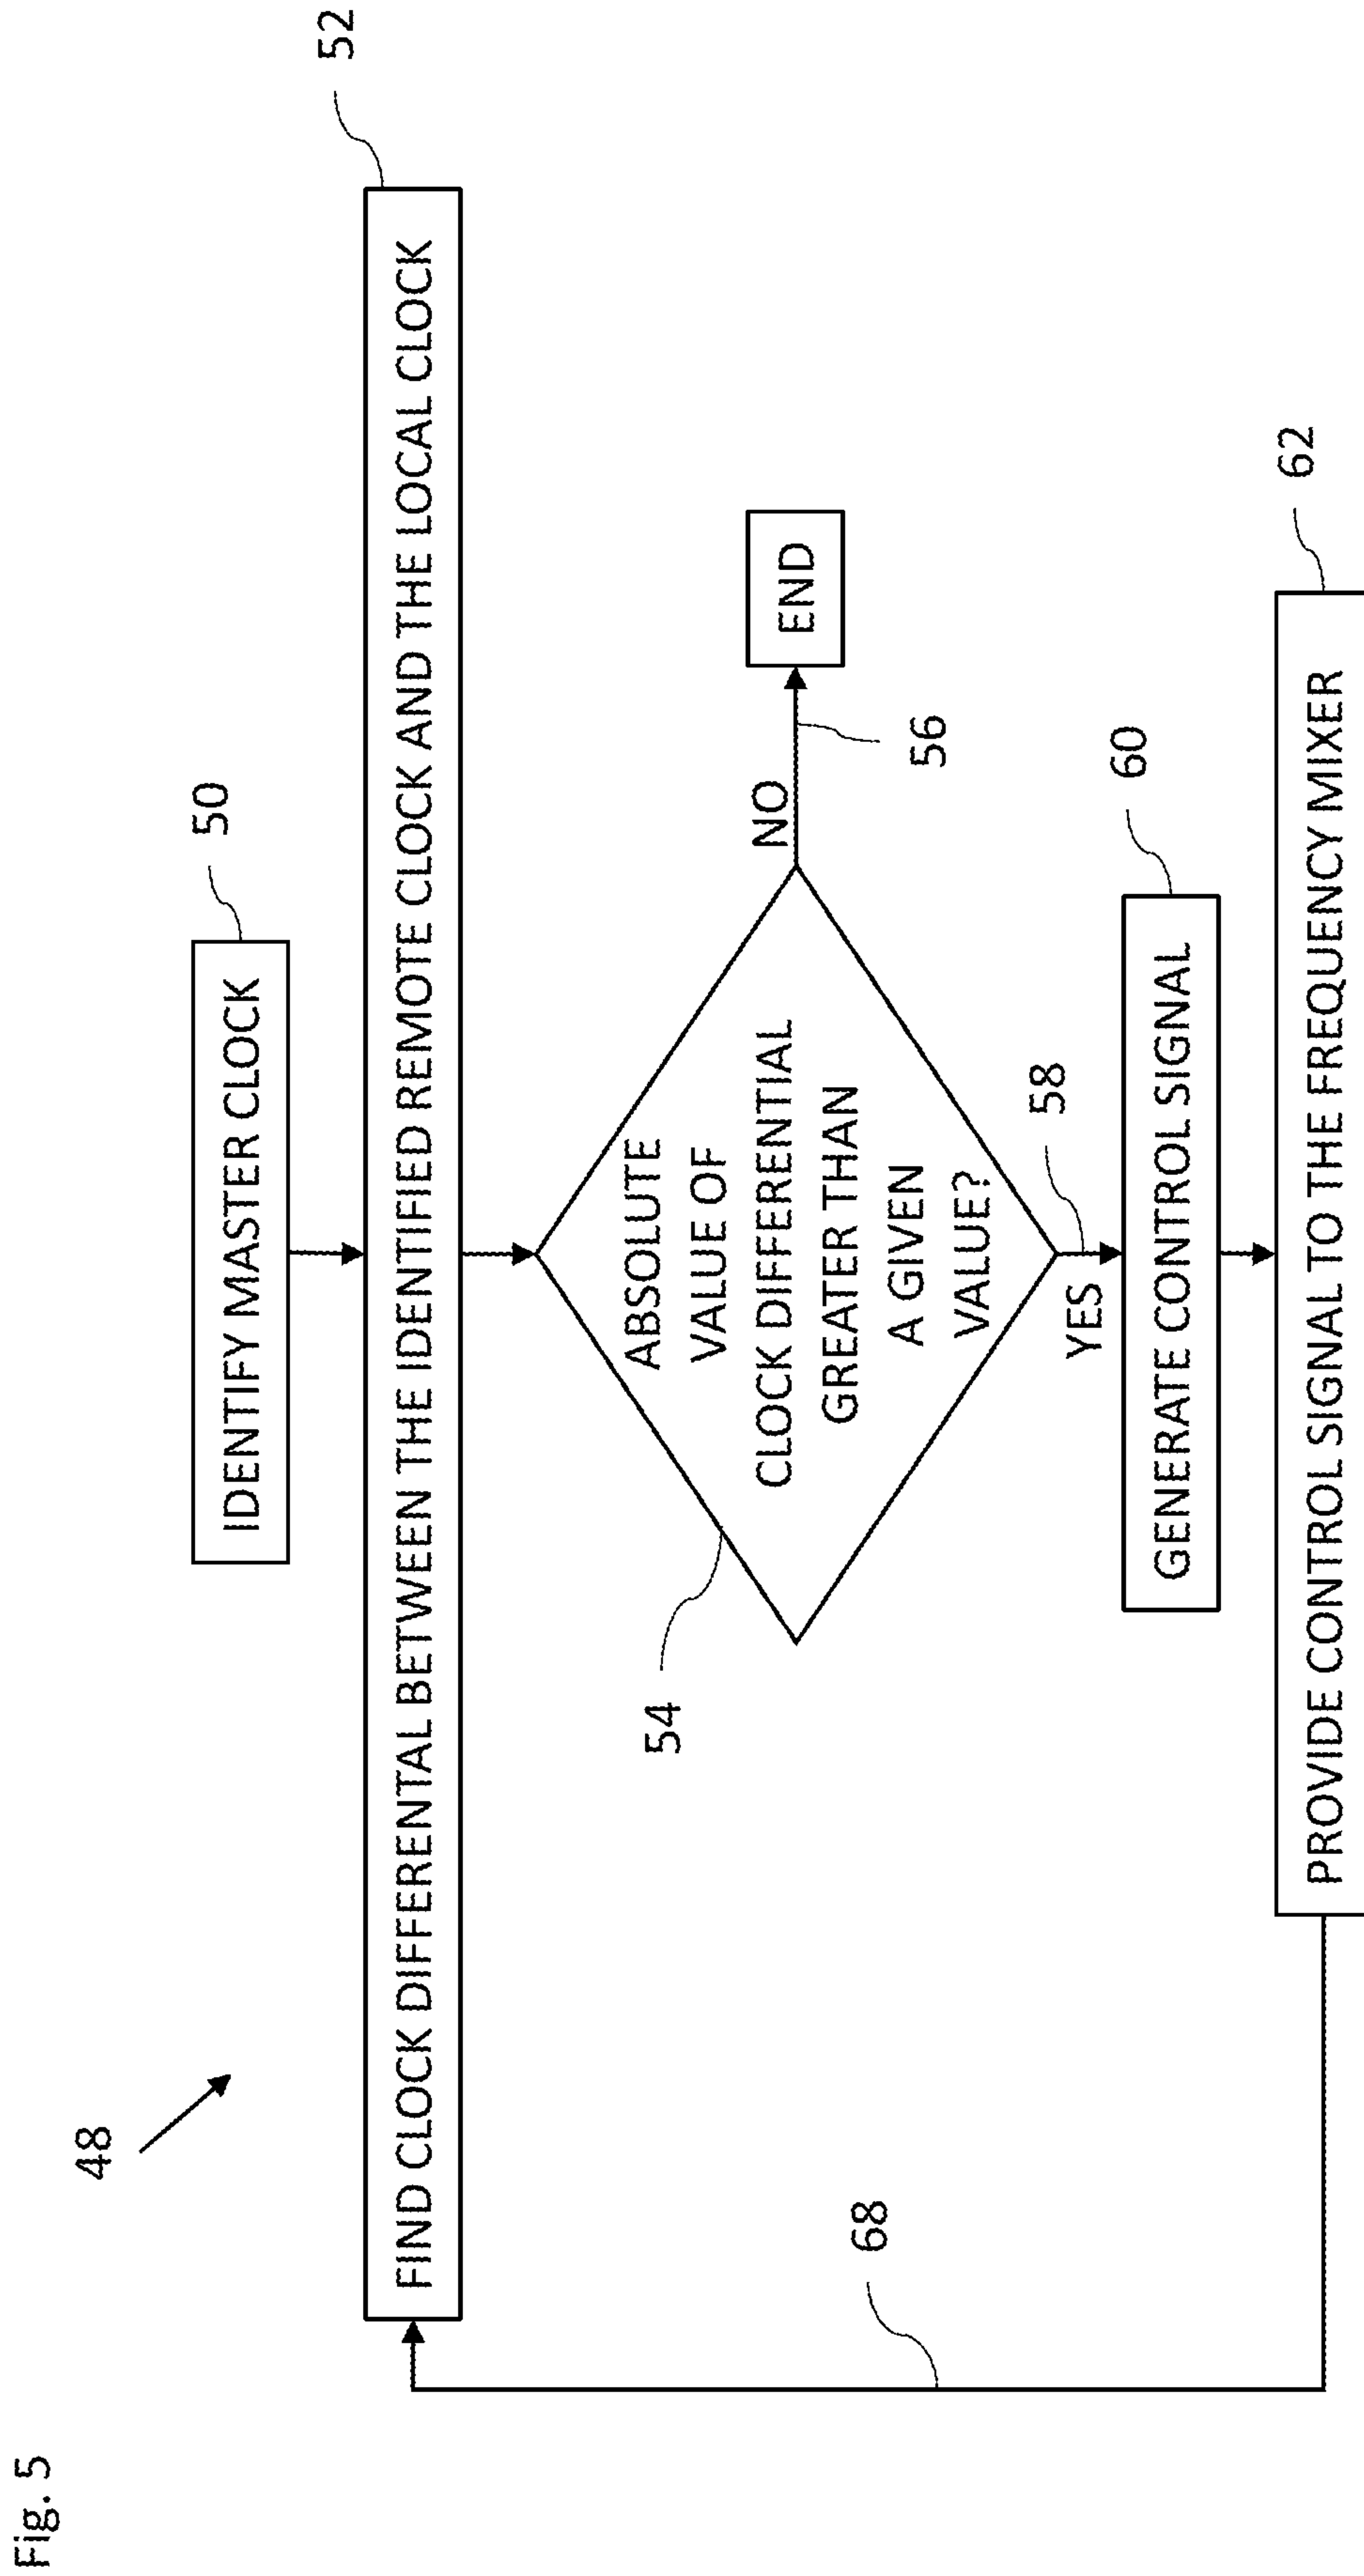 Fig. 5
48
IDENTIFY MASTER CLOCK
50
FIND CLOCK DIFFERENTIAL BETWEEN THE IDENTIFIED REMOTE CLOCK AND THE LOCAL CLOCK
52
54
ABSOLUTE
VALUE OF
CLOCK DIFFERENTIAL
GREATER THAN
A GIVEN
VALUE?
NO
56
END
YES
58
GENERATE CONTROL SIGNAL
60
PROVIDE CONTROL SIGNAL TO THE FREQUENCY MIXER
62
68